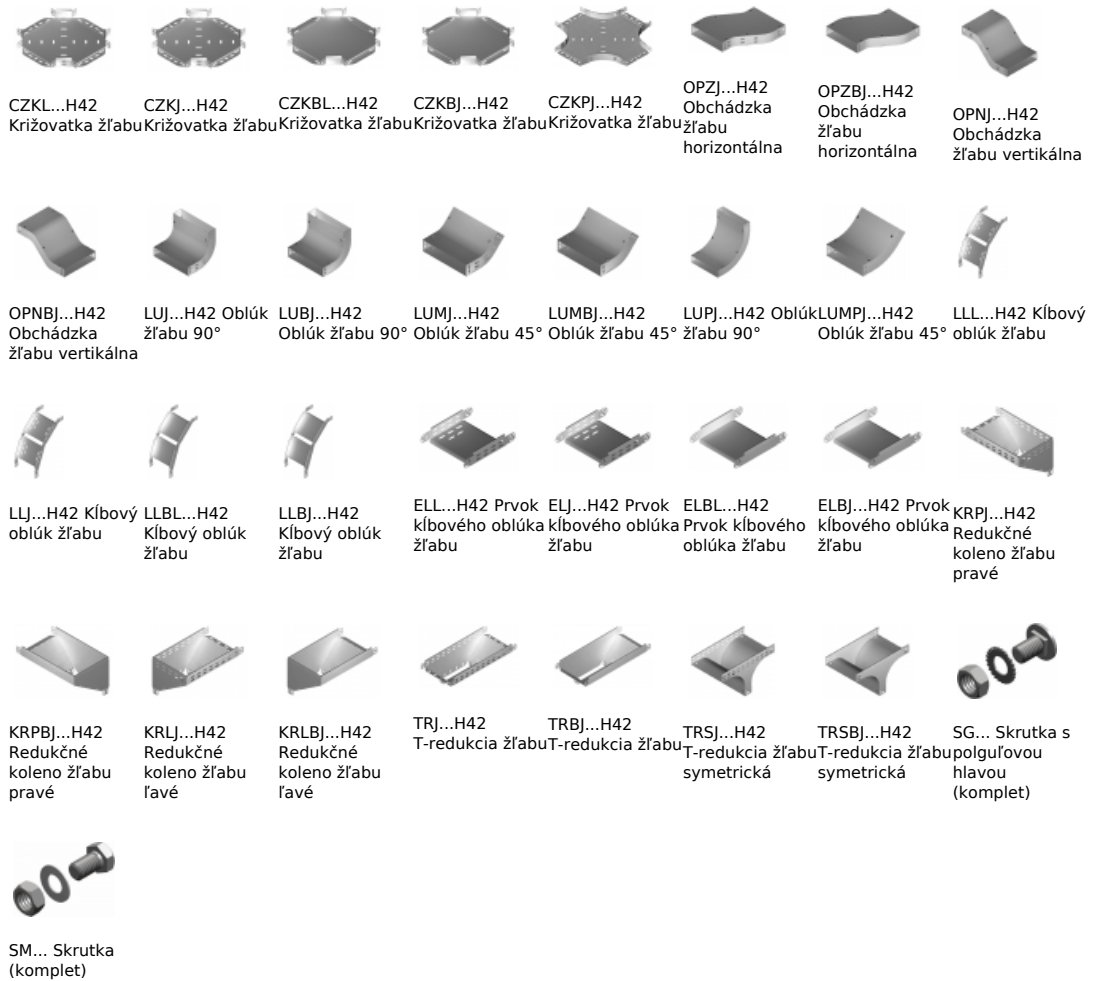 CZKL...H42
Križovatka žľabu
CZKJ...H42
Križovatka žľabu
CZKBL...H42
Križovatka žľabu
CZKBJ...H42
Križovatka žľabu
CZKPJ...H42
Križovatka žľabu
OPZJ...H42
Obchádzka
žľabu
horizontálna
OPZBJ...H42
Obchádzka
žľabu
horizontálna
OPNJ...H42
Obchádzka
žľabu vertikálna
OPNBJ...H42
Obchádzka
žľabu vertikálna
LUJ...H42 Oblúk
žľabu 90°
LUBJ...H42
Oblúk žľabu 90°
LUMJ...H42
Oblúk žľabu 45°
LUMBJ...H42
Oblúk žľabu 45°
LUPJ...H42 Oblúk
žľabu 90°
LUMPJ...H42
Oblúk žľabu 45°
LLL...H42 Kĺbový
oblúk žľabu
LLJ...H42 Kĺbový
oblúk žľabu
LLBL...H42
Kĺbový oblúk
žľabu
LLBJ...H42
Kĺbový oblúk
žľabu
ELL...H42 Prvok
kĺbového oblúka
žľabu
ELJ...H42 Prvok
kĺbového oblúka
žľabu
ELBL...H42
Prvok kĺbového
oblúka žľabu
ELBJ...H42 Prvok
kĺbového oblúka
žľabu
KRPJ...H42
Redukčné
koleno žľabu
pravé
KRPBJ...H42
Redukčné
koleno žľabu
pravé
KRLJ...H42
Redukčné
koleno žľabu
ľavé
KRLBJ...H42
Redukčné
koleno žľabu
ľavé
TRJ...H42
T-redukcia žľabu
TRBJ...H42
T-redukcia žľabu
TRSJ...H42
T-redukcia žľabu
symetrická
TRSBJ...H42
T-redukcia žľabu
symetrická
SG... Skrutka s
polguľovou
hlavou
(komplet)
SM... Skrutka
(komplet)